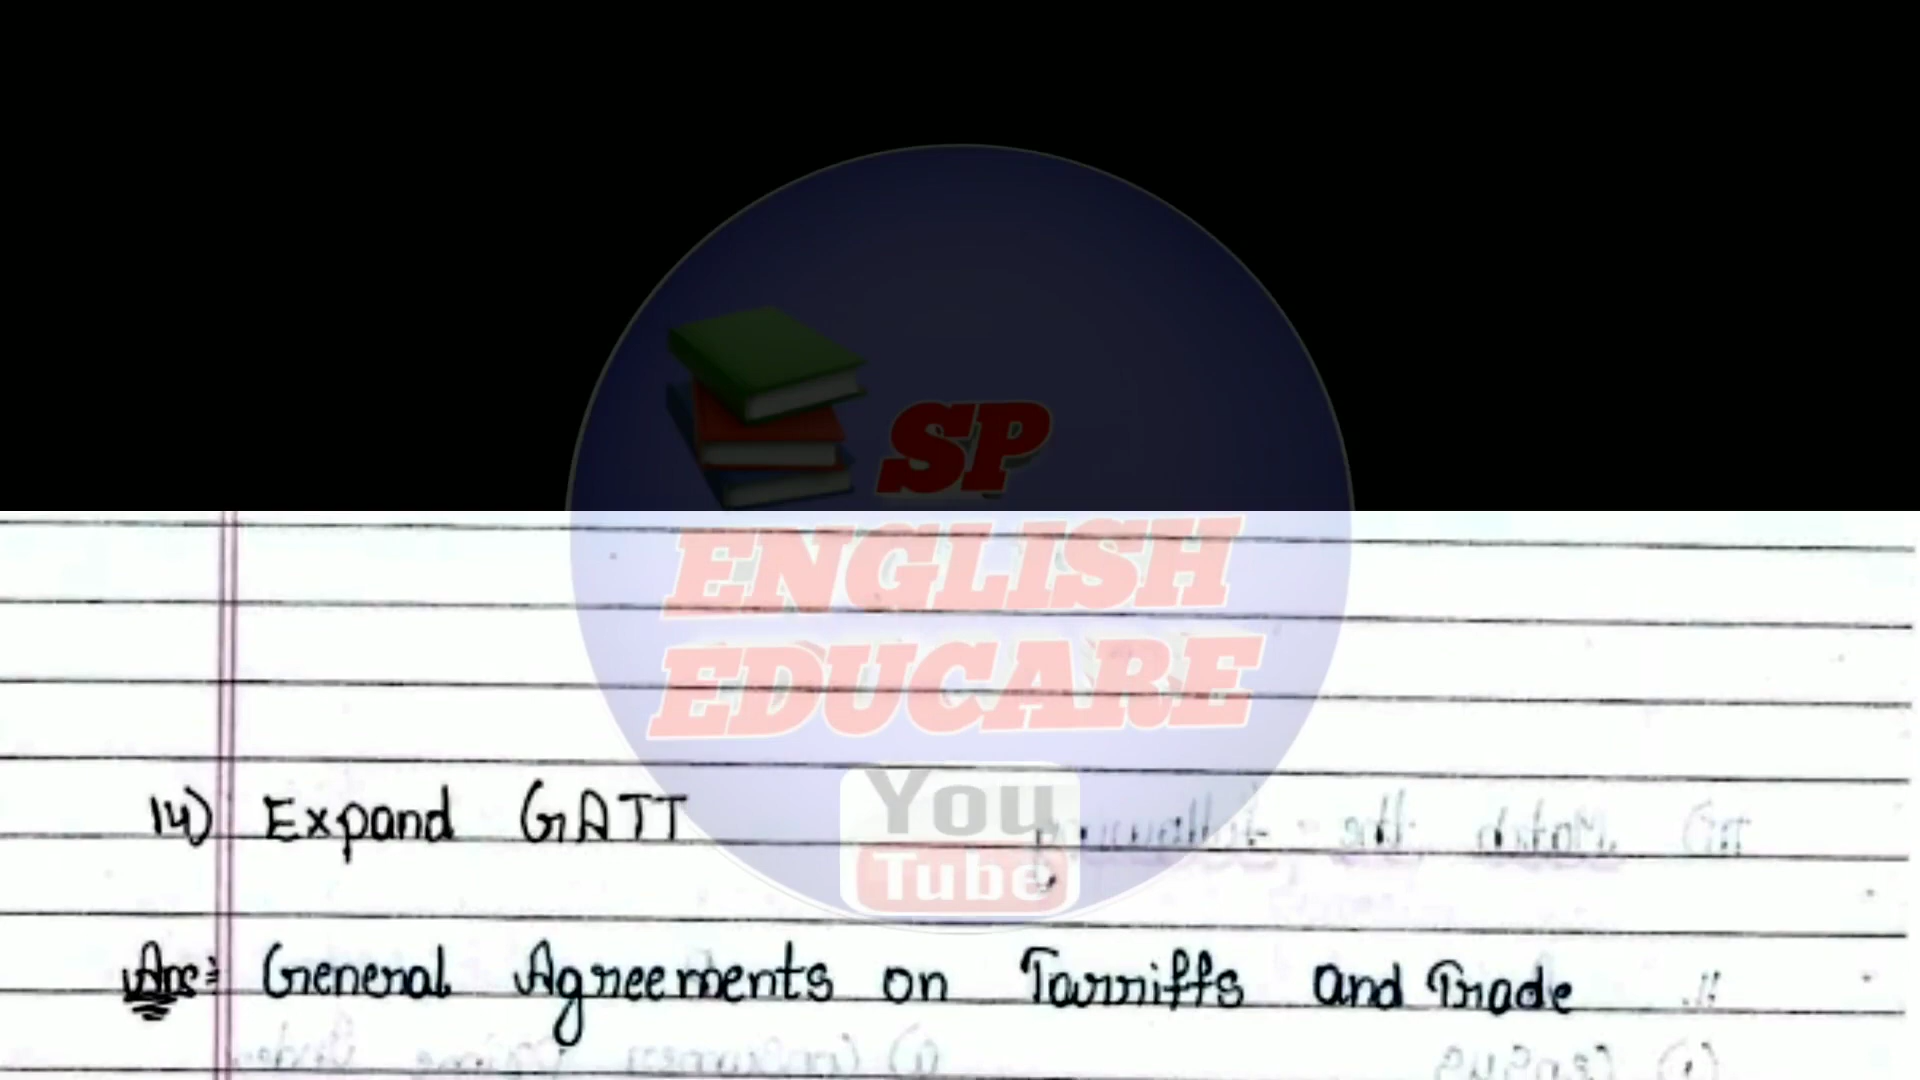 SP
ENGLISH
EDUCARE
You
Tube
14) Expand GATT
Ans:- General Agreements on Tarriffs and Trade